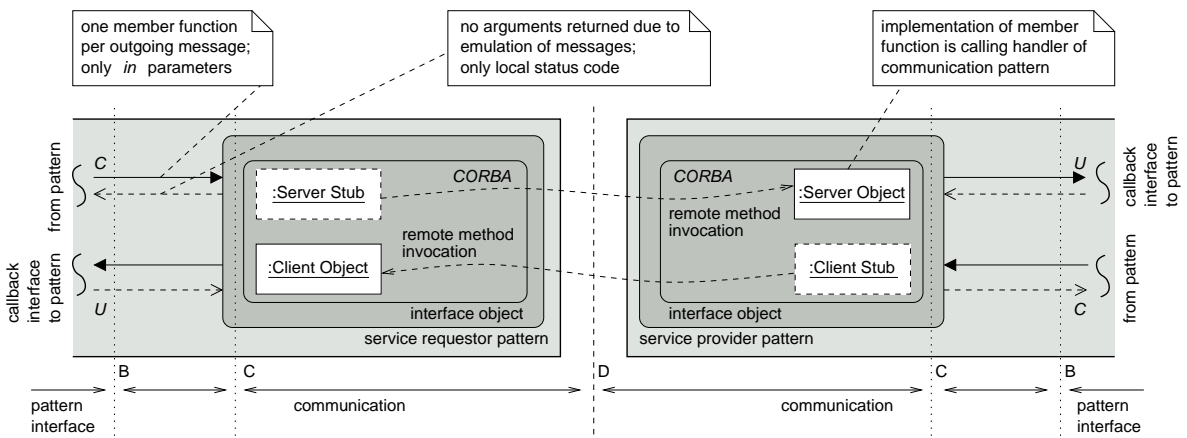 one member function
per outgoing message;
only in parameters
no arguments returned due to
emulation of messages;
only local status code
implementation of member
function is calling handler of
communication pattern
from pattern
C
callback
interface
to pattern
U
:Server Stub
CORBA
remote method
invocation
:Client Object
interface object
service requestor pattern
CORBA
:Server Object
remote method
invocation
:Client Stub
interface object
service provider pattern
U
callback
interface
to pattern
C
from pattern
B
C
D
C
B
pattern
interface
communication
communication
pattern
interface